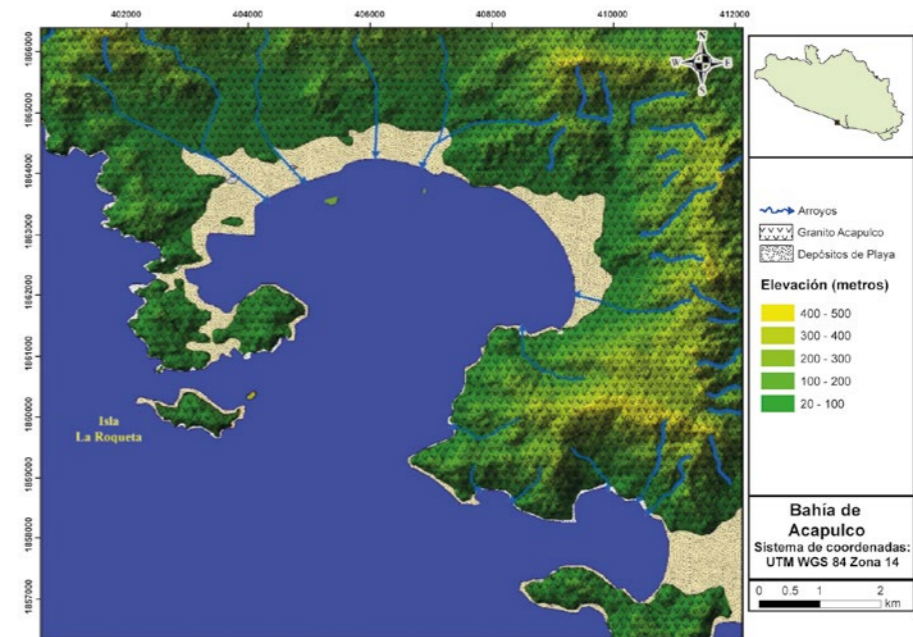 402000 404000 406000 408000 410000 412000
1866000
1865000
1864000
1863000
1862000
1861000
1860000
1859000
1858000
1857000
N
W E
S
Isla
La Roqueta
Arroyos
Granito Acapulco
Depósitos de Playa
Elevación (metros)
400 - 500
300 - 400
200 - 300
100 - 200
20 - 100
Bahía de
Acapulco
Sistema de coordenadas:
UTM WGS 84 Zona 14
0 0.5 1 2
km